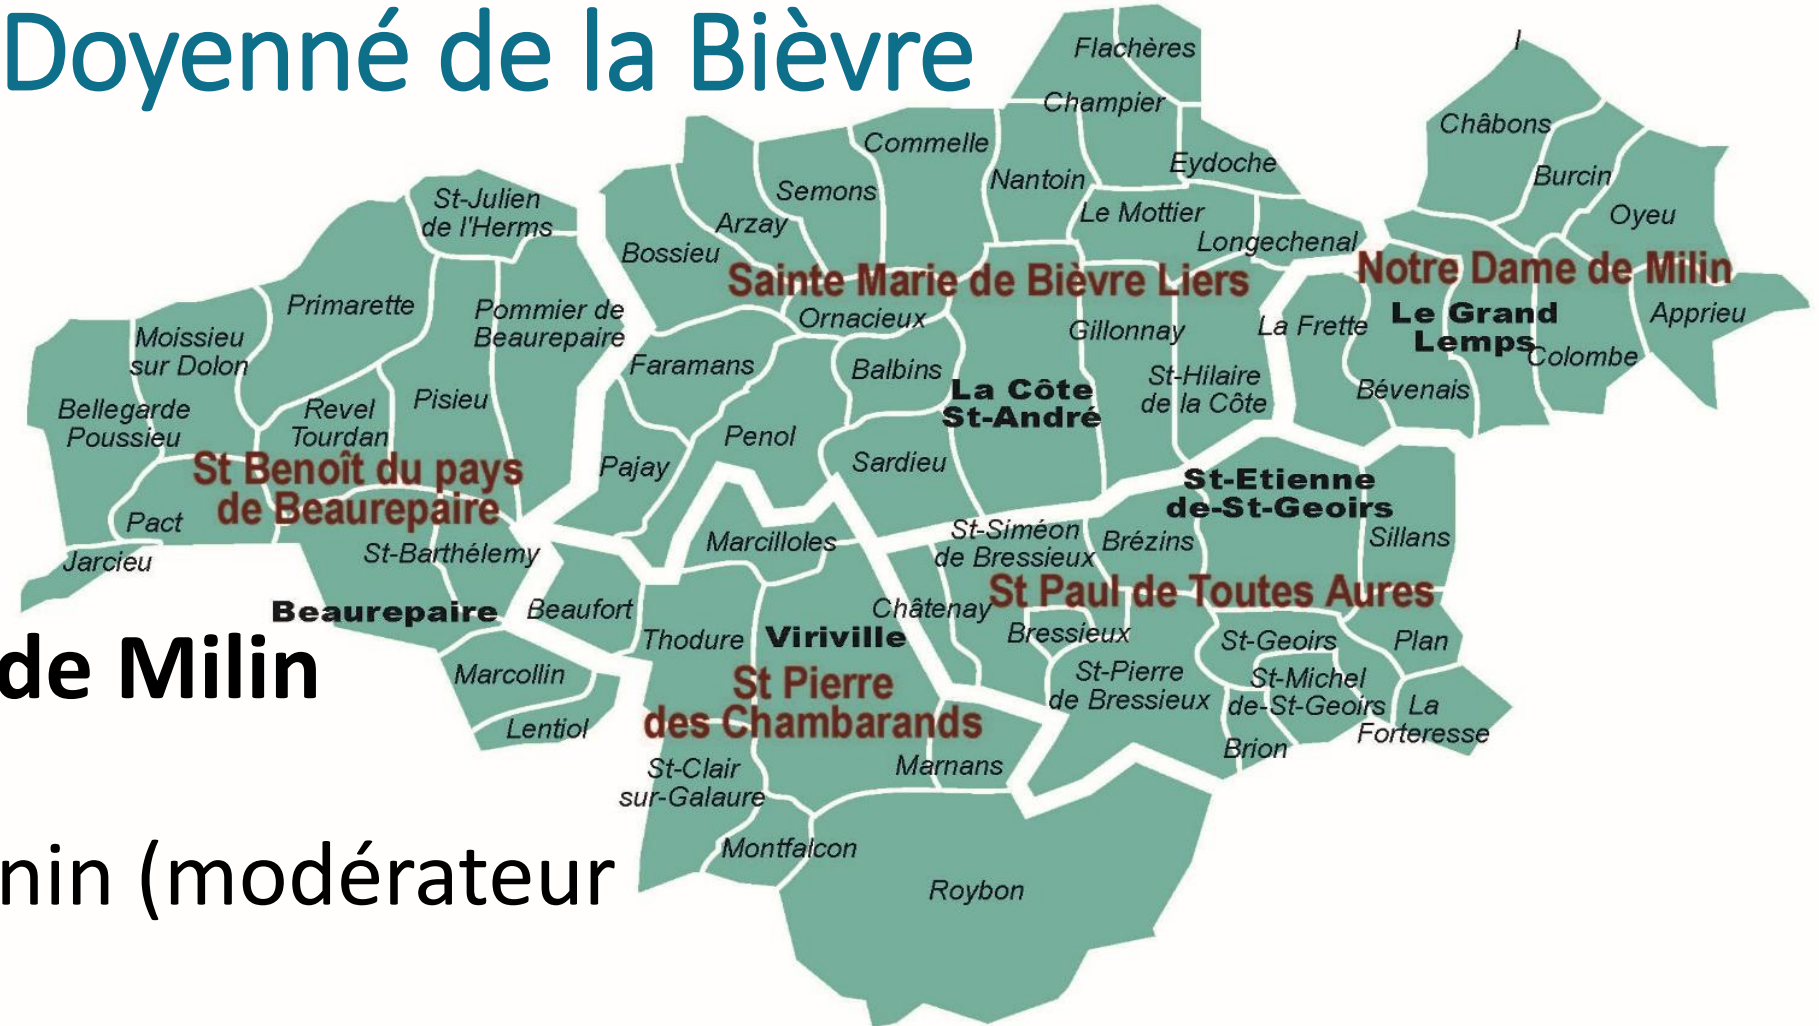 Doyenné de la Bièvre
Flachères
Champier
Châbons
Commelle
Eydoche
Burcin
Nantoin
Semons
St-Julien
de l'Herms
Le Mottier
Oyeu
Arzay
Longechenal
Bossieu
Sainte Marie de Bièvre Liers
Notre Dame de Milin
Primarette
Pommier de
Beaurepaire
Ornacieux
Gillonnay
La Frette
Le Grand
Lemps
Apprieu
Moissieu
sur Dolon
Faramans
Balbins
Colombe
La Côte
St-André
St-Hilaire
de la Côte
Bévenais
Bellegarde
Poussieu
Revel
Tourdan
Pisieu
Penol
Pajay
Sardieu
St Benoît du pays
de Beaurepaire
St-Etienne
de-St-Geoirs
Pact
Marcilloles
St-Siméon
de Bressieux
Brézins
Sillans
Jarcieu
St-Barthélemy
St Paul de Toutes Aures
Beaurepaire
Beaufort
Châtenay
Thodure
Viriville
Bressieux
St-Geoirs
Plan
de Milin
Marcollin
St Pierre
des Chambarands
St-Pierre
de Bressieux
St-Michel
de-St-Geoirs
La
Forteresse
Lentiol
Brion
St-Clair
sur-Galaure
Marnans
Montfalcon
nin (modérateur
Roybon